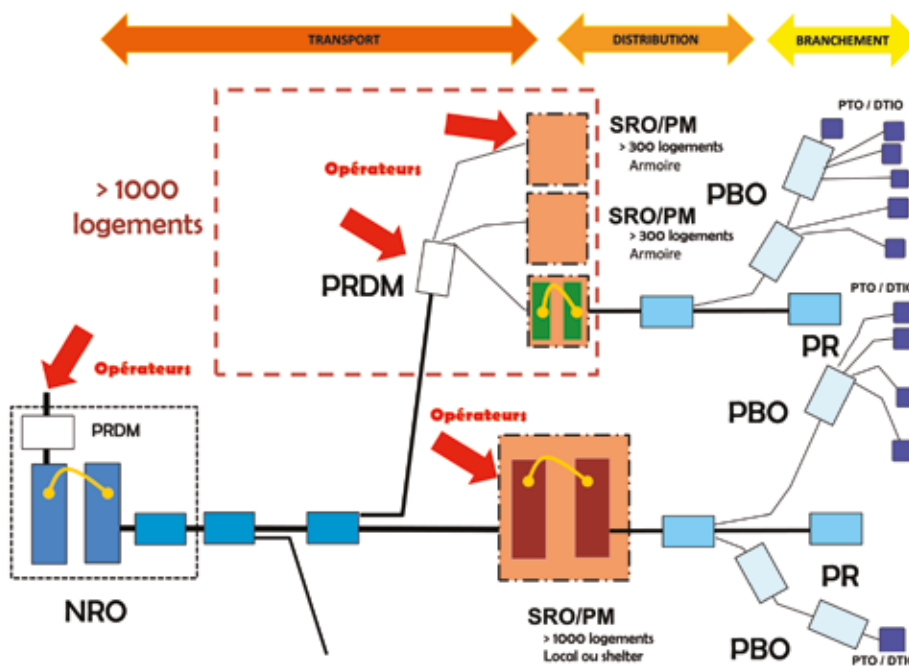 TRANSPORT
DISTRIBUTION
BRANCHEMENT
PTO / DTIO
SRO/PM
> 300 logements
Armoire
Opérateurs
PBO
> 1000
logements
SRO/PM
> 300 logements
Armoire
PRDM
PTO / DTIO
PR
Opérateurs
PBO
Opérateurs
PRDM
NRO
PR
SRO/PM
> 1000 logements
Local ou shelter
PBO
PTO / DTIO